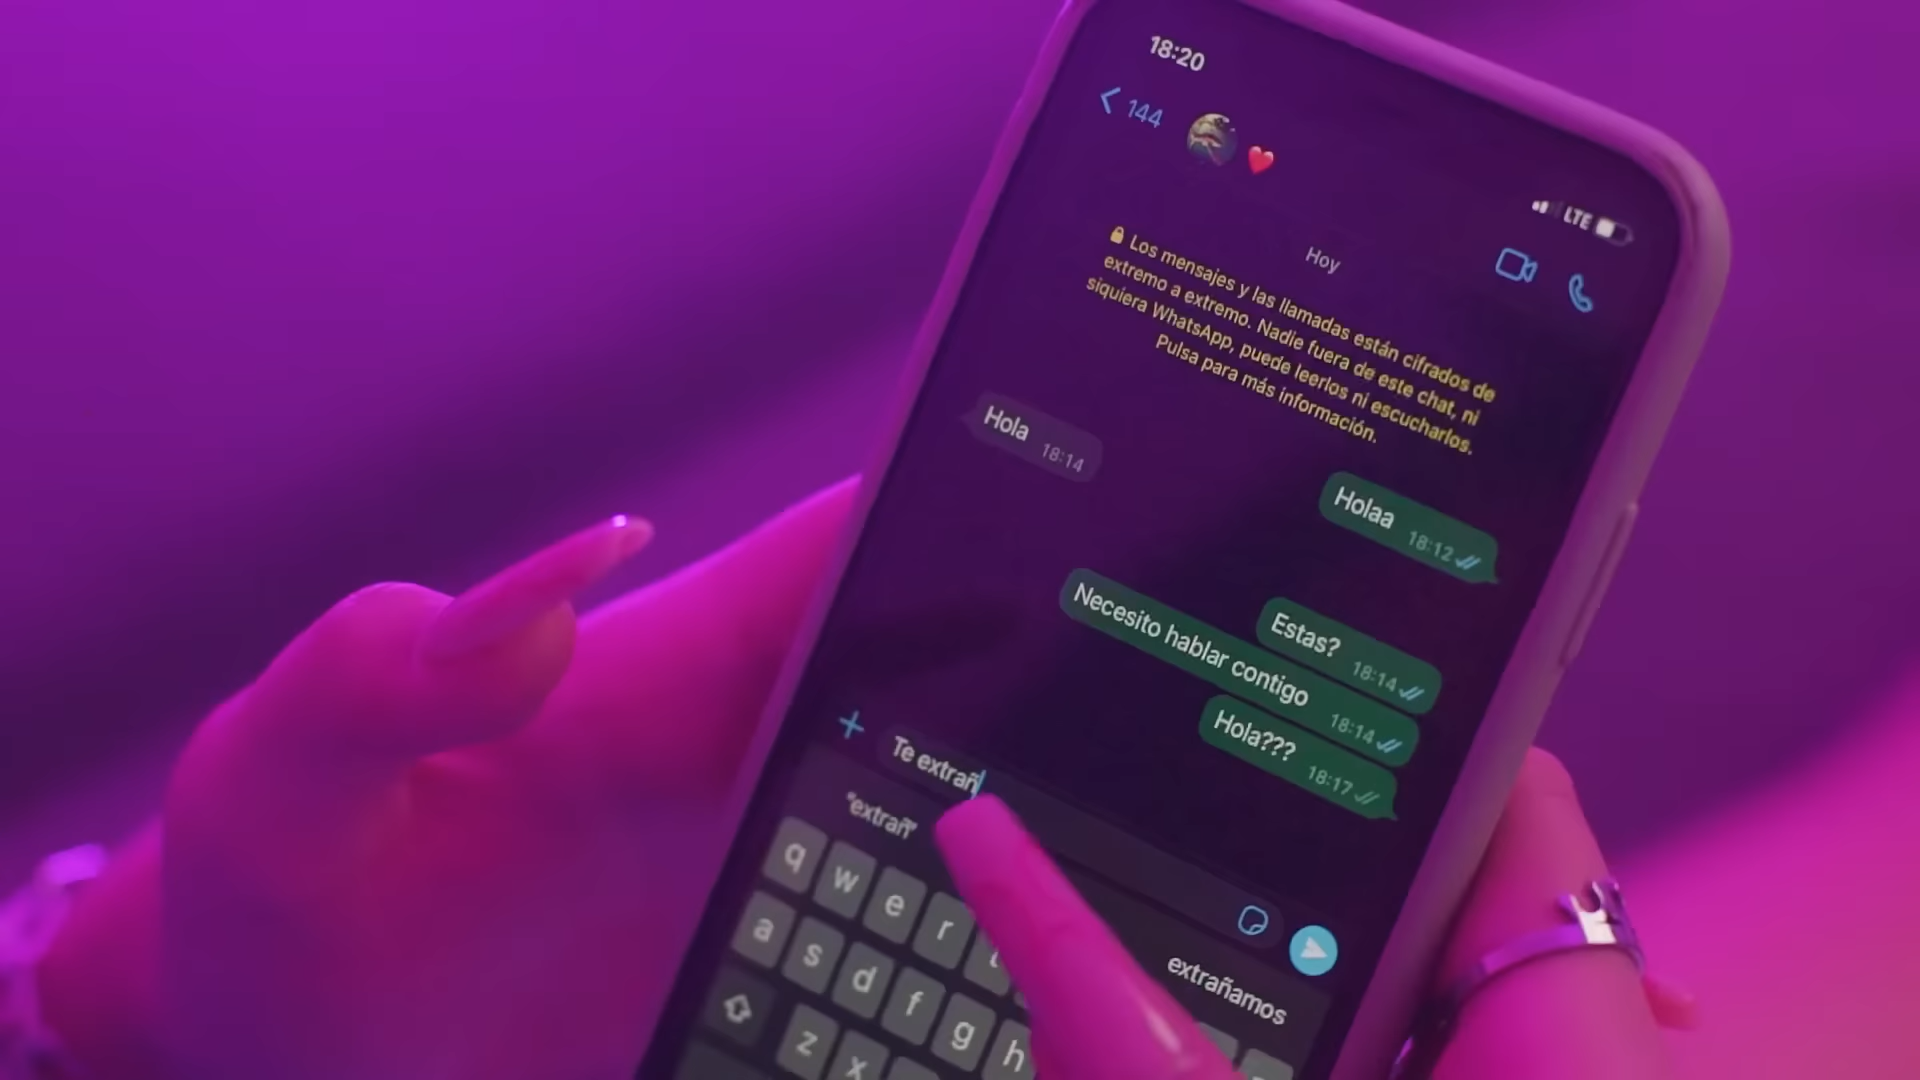 18:20
144
LTE
Hoy
Los mensajes y las llamadas están cifrados de
extremo a extremo. Nadie fuera de este chat, ni
siquiera WhatsApp, puede leerlos ni escucharlos.
Pulsa para más información.
Holaa 18:12
Hola 18:14
Estas? 18:14
Necesito hablar contigo 18:14
Hola??? 18:17
Te extrañ
"extrañ"
extrañamos
q w e r
a s d f g h
z x